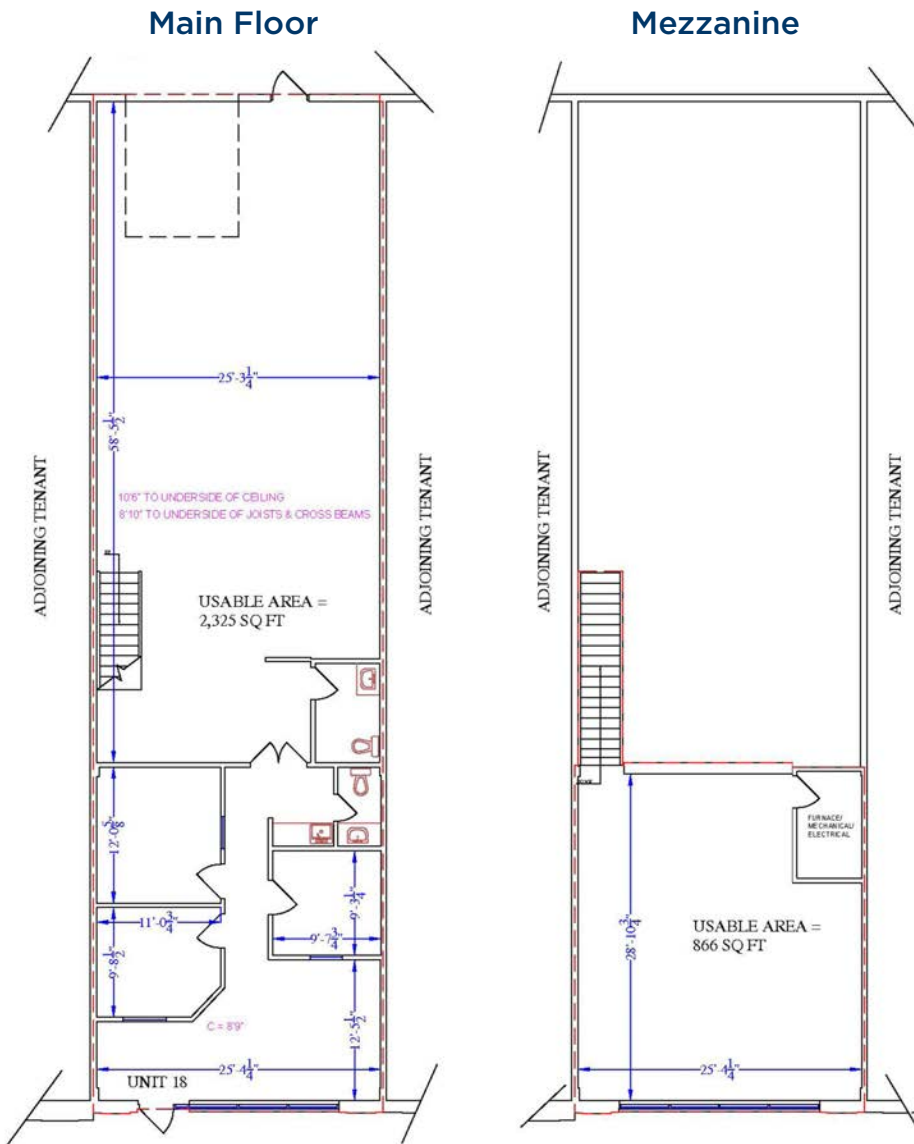 Main Floor
Mezzanine
25'-3 1/4"
58'-5 1/2"
ADJOINING TENANT
ADJOINING TENANT
ADJOINING TENANT
ADJOINING TENANT
10'6" TO UNDERSIDE OF CEILING
8'10" TO UNDERSIDE OF JOISTS & CROSS BEAMS
USABLE AREA =
2,325 SQ FT
12'-0 5/8"
11'-0 3/4"
9'-8 1/2"
9'-3 1/4"
9'-7 3/4"
12'-5 1/2"
C = 8'9"
25'-4 1/4"
UNIT 18
FURNACE/
MECHANICAL/
ELECTRICAL
USABLE AREA =
866 SQ FT
28'-10 3/4"
25'-4 1/4"